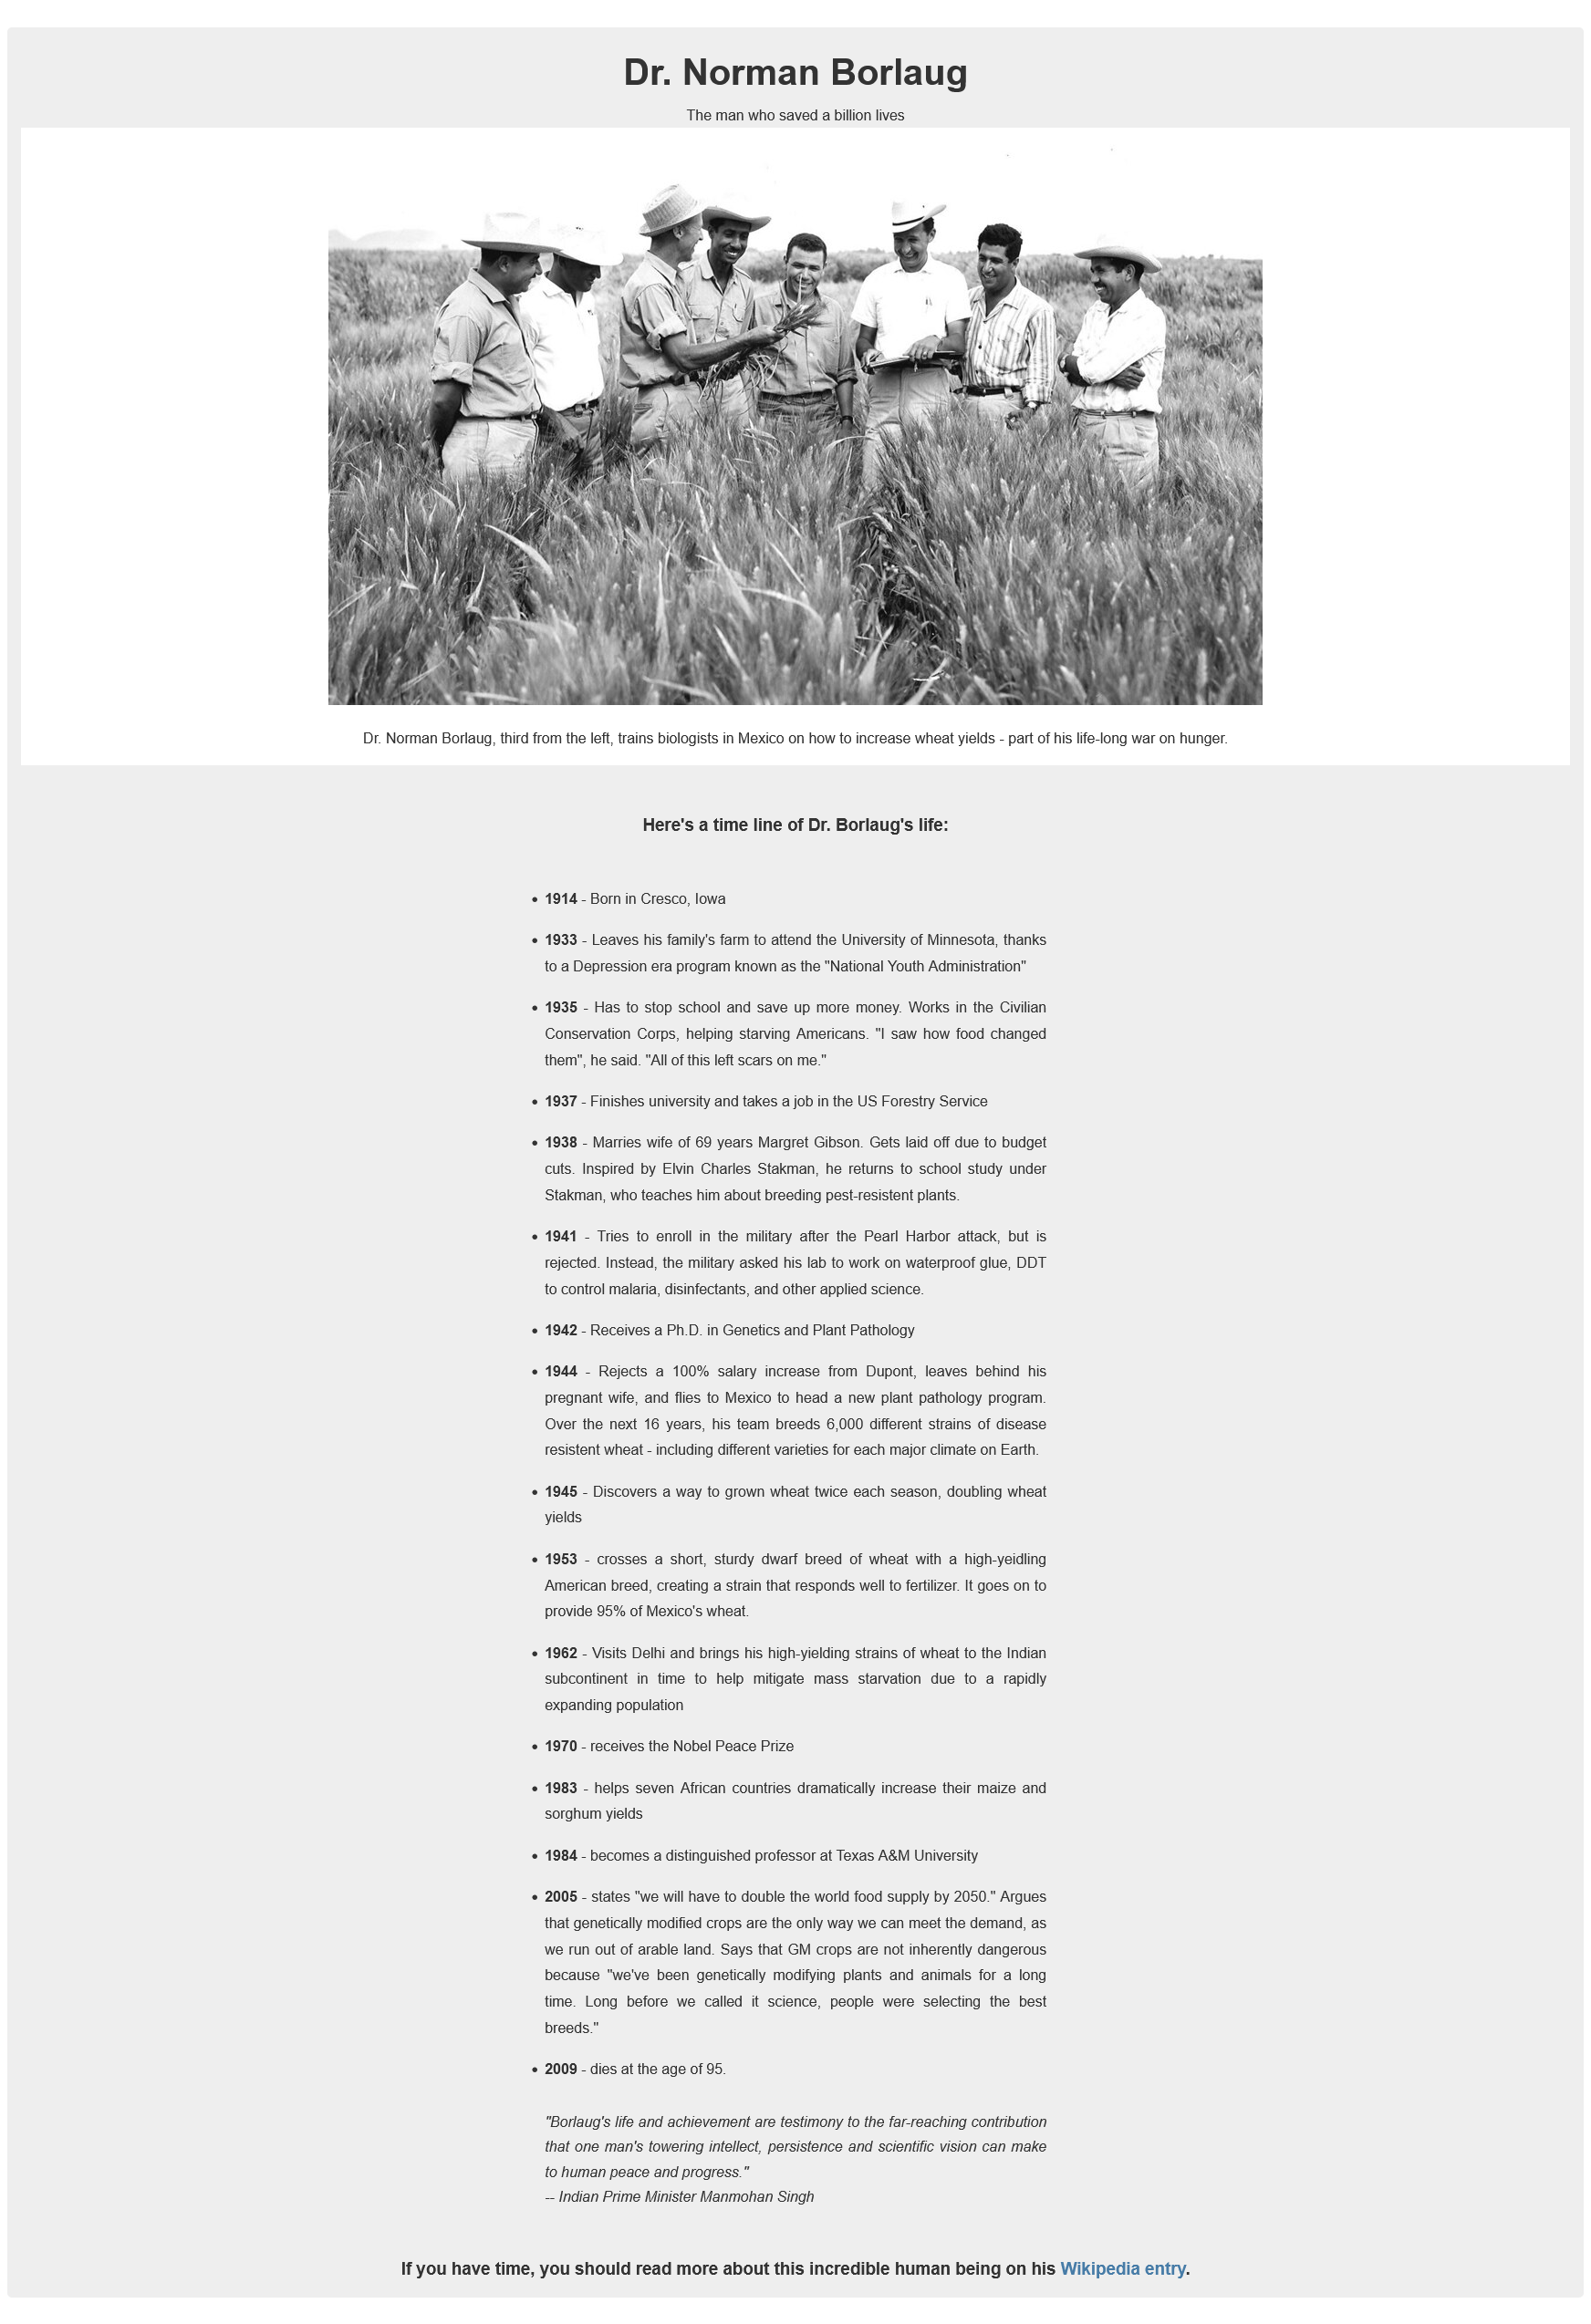 Dr. Norman Borlaug
The man who saved a billion lives
Dr. Norman Borlaug, third from the left, trains biologists in Mexico on how to increase wheat yields - part of his life-long war on hunger.
Here's a time line of Dr. Borlaug's life:
• 1914 - Born in Cresco, Iowa
• 1933 - Leaves his family's farm to attend the University of Minnesota, thanks
to a Depression era program known as the "National Youth Administration"
• 1935 - Has to stop school and save up more money. Works in the Civilian
Conservation Corps, helping starving Americans. "I saw how food changed
them", he said. "All of this left scars on me."
• 1937 - Finishes university and takes a job in the US Forestry Service
• 1938 - Marries wife of 69 years Margret Gibson. Gets laid off due to budget
cuts. Inspired by Elvin Charles Stakman, he returns to school study under
Stakman, who teaches him about breeding pest-resistent plants.
• 1941 - Tries to enroll in the military after the Pearl Harbor attack, but is
rejected. Instead, the military asked his lab to work on waterproof glue, DDT
to control malaria, disinfectants, and other applied science.
• 1942 - Receives a Ph.D. in Genetics and Plant Pathology
• 1944 - Rejects a 100% salary increase from Dupont, leaves behind his
pregnant wife, and flies to Mexico to head a new plant pathology program.
Over the next 16 years, his team breeds 6,000 different strains of disease
resistent wheat - including different varieties for each major climate on Earth.
• 1945 - Discovers a way to grown wheat twice each season, doubling wheat
yields
• 1953 - crosses a short, sturdy dwarf breed of wheat with a high-yeidling
American breed, creating a strain that responds well to fertilizer. It goes on to
provide 95% of Mexico's wheat.
• 1962 - Visits Delhi and brings his high-yielding strains of wheat to the Indian
subcontinent in time to help mitigate mass starvation due to a rapidly
expanding population
• 1970 - receives the Nobel Peace Prize
• 1983 - helps seven African countries dramatically increase their maize and
sorghum yields
• 1984 - becomes a distinguished professor at Texas A&M University
• 2005 - states "we will have to double the world food supply by 2050." Argues
that genetically modified crops are the only way we can meet the demand, as
we run out of arable land. Says that GM crops are not inherently dangerous
because "we've been genetically modifying plants and animals for a long
time. Long before we called it science, people were selecting the best
breeds."
• 2009 - dies at the age of 95.
"Borlaug's life and achievement are testimony to the far-reaching contribution
that one man's towering intellect, persistence and scientific vision can make
to human peace and progress."
-- Indian Prime Minister Manmohan Singh
If you have time, you should read more about this incredible human being on his Wikipedia entry.